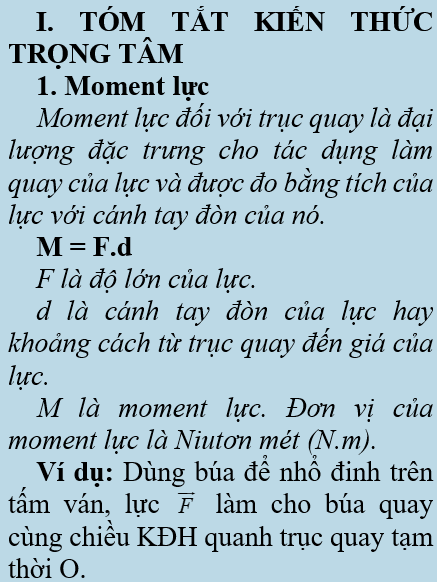 I. TÓM TẮT KIẾN THỨC
TRỌNG TÂM
1. Moment lực
Moment lực đối với trục quay là đại
lượng đặc trưng cho tác dụng làm
quay của lực và được đo bằng tích của
lực với cánh tay đòn của nó.
M = F.d
F là độ lớn của lực.
d là cánh tay đòn của lực hay
khoảng cách từ trục quay đến giá của
lực.
M là moment lực. Đơn vị của
moment lực là Niutơn mét (N.m).
Ví dụ: Dùng búa để nhổ đinh trên
tấm ván, lực F⃗ làm cho búa quay
cùng chiều KĐH quanh trục quay tạm
thời O.